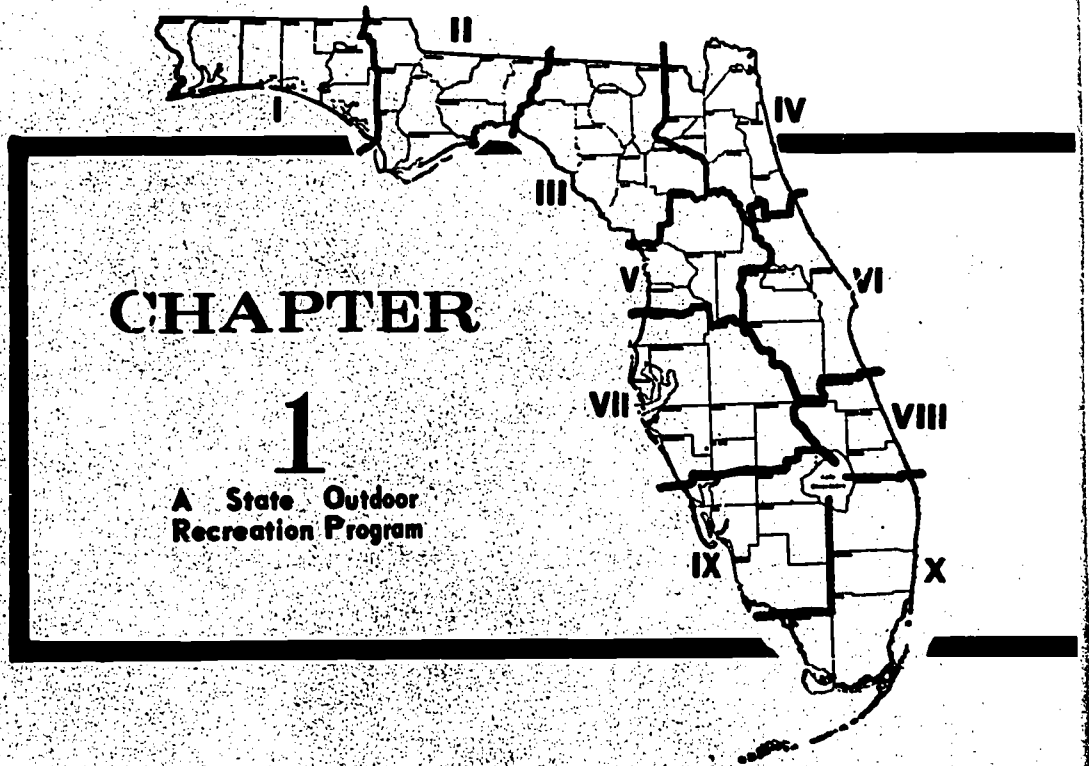 II
I
IV
III
V
VI
CHAPTER
1
VII
VIII
A State Outdoor
Recreation Program
IX
X